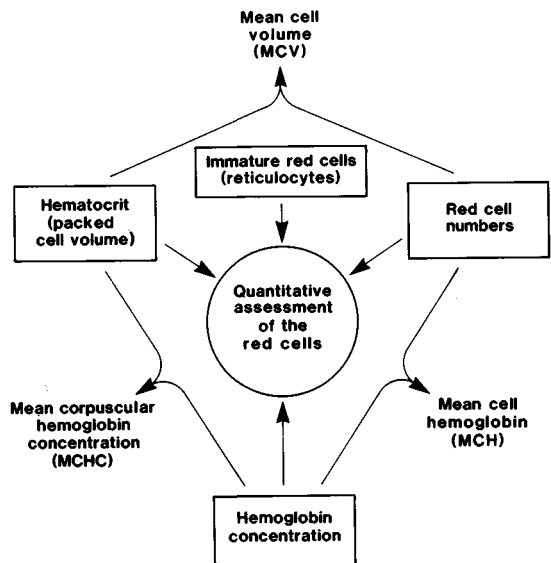 Mean cell
volume
(MCV)
Immature red cells
(reticulocytes)
Hematocrit
(packed
cell volume)
Red cell
numbers
Quantitative
assessment
of the
red cells
Mean corpuscular
hemoglobin
concentration
(MCHC)
Mean cell
hemoglobin
(MCH)
Hemoglobin
concentration